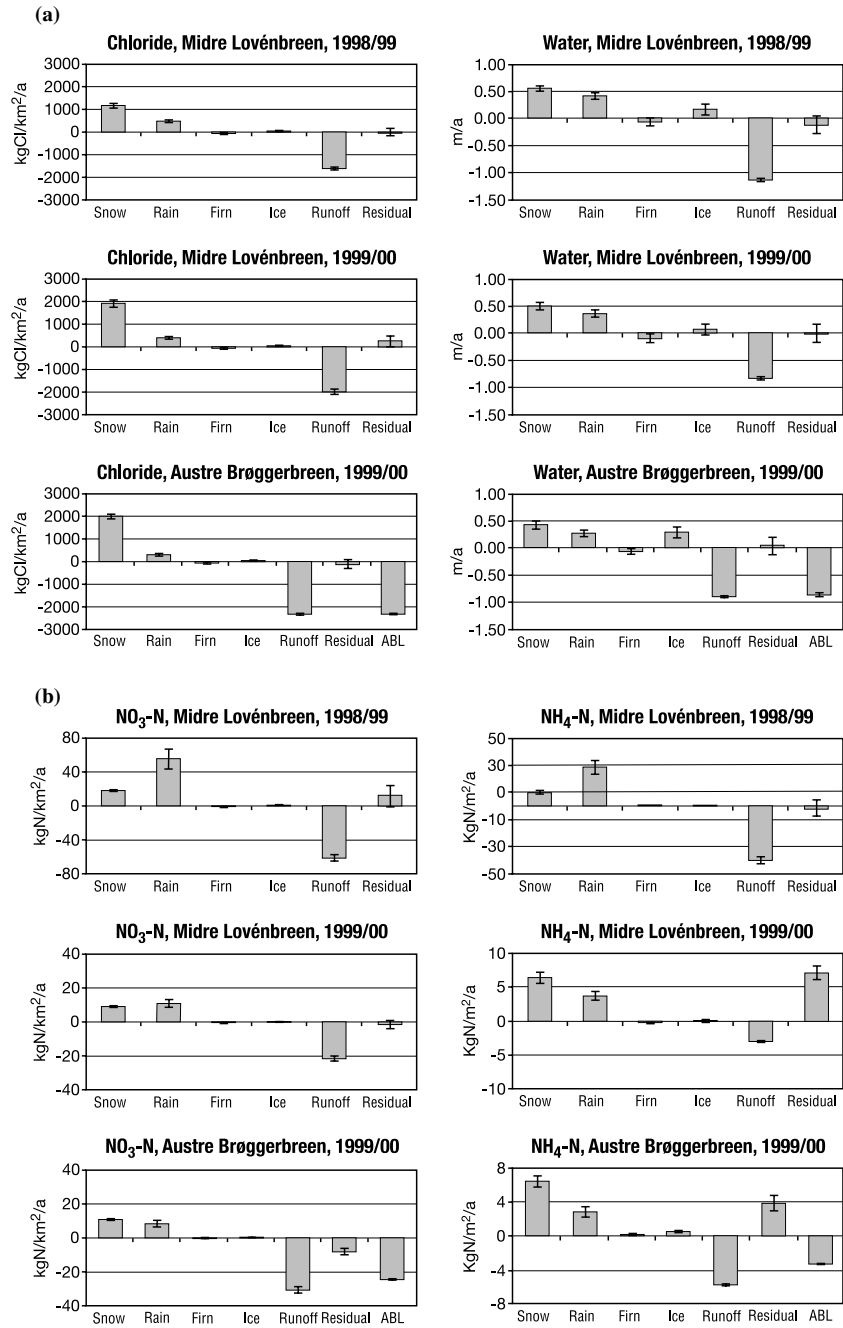 (a)
Chloride, Midre Lovénbreen, 1998/99
kgCl/km²/a
3000
2000
1000
0
-1000
-2000
-3000
Snow Rain Firn Ice Runoff Residual
Water, Midre Lovénbreen, 1998/99
m/a
1.00
0.50
0.00
-0.50
-1.00
-1.50
Snow Rain Firn Ice Runoff Residual
Chloride, Midre Lovénbreen, 1999/00
kgCl/km²/a
3000
2000
1000
0
-1000
-2000
-3000
Snow Rain Firn Ice Runoff Residual
Water, Midre Lovénbreen, 1999/00
m/a
1.00
0.50
0.00
-0.50
-1.00
-1.50
Snow Rain Firn Ice Runoff Residual
Chloride, Austre Brøggerbreen, 1999/00
kgCl/km²/a
3000
2000
1000
0
-1000
-2000
-3000
Snow Rain Firn Ice Runoff Residual ABL
Water, Austre Brøggerbreen, 1999/00
m/a
1.00
0.50
0.00
-0.50
-1.00
-1.50
Snow Rain Firn Ice Runoff Residual ABL
(b)
NO₃-N, Midre Lovénbreen, 1998/99
kgN/km²/a
80
40
0
-40
-80
Snow Rain Firn Ice Runoff Residual
NH₄-N, Midre Lovénbreen, 1998/99
KgN/m²/a
50
30
0
-10
-30
-50
Snow Rain Firn Ice Runoff Residual
NO₃-N, Midre Lovénbreen, 1999/00
kgN/km²/a
40
20
0
-20
-40
Snow Rain Firn Ice Runoff Residual
NH₄-N, Midre Lovénbreen, 1999/00
KgN/m²/a
10
5
0
-5
-10
Snow Rain Firn Ice Runoff Residual
NO₃-N, Austre Brøggerbreen, 1999/00
kgN/km²/a
40
20
0
-20
-40
Snow Rain Firn Ice Runoff Residual ABL
NH₄-N, Austre Brøggerbreen, 1999/00
KgN/m²/a
8
4
0
-4
-8
Snow Rain Firn Ice Runoff Residual ABL